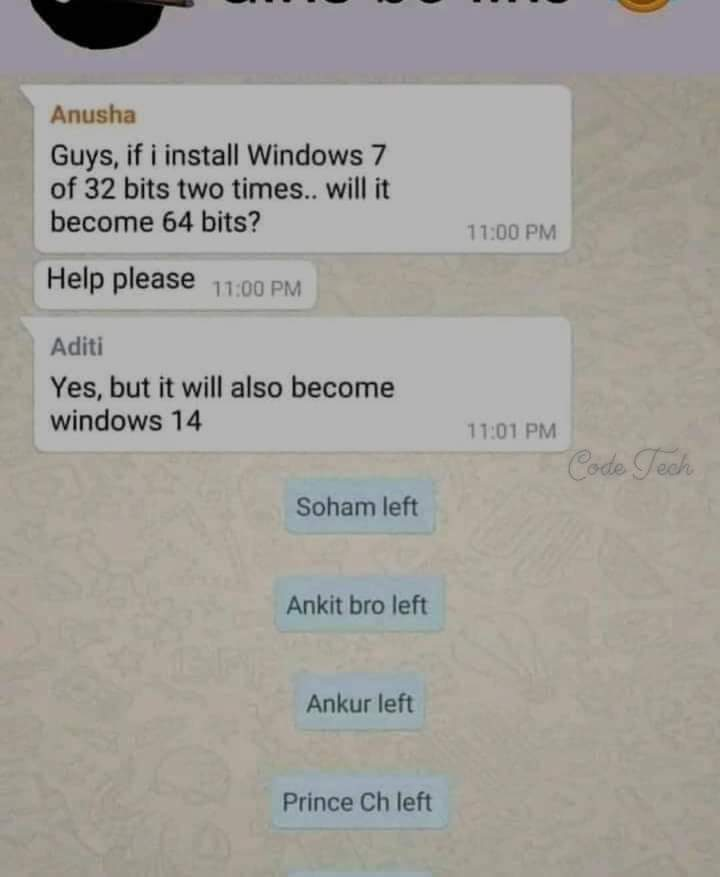 Anusha
Guys, if i install Windows 7
of 32 bits two times.. will it
become 64 bits?
11:00 PM
Help please 11:00 PM
Aditi
Yes, but it will also become
windows 14
11:01 PM
Code Tech
Soham left
Ankit bro left
Ankur left
Prince Ch left